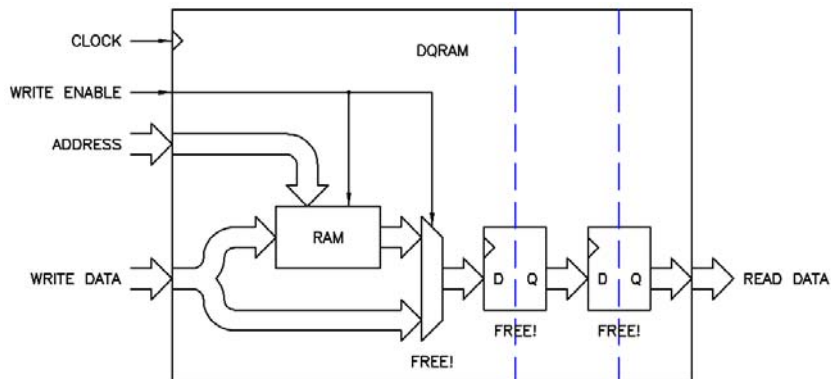 CLOCK
DQRAM
WRITE ENABLE
ADDRESS
RAM
WRITE DATA
D Q
D Q
READ DATA
FREE!
FREE!
FREE!